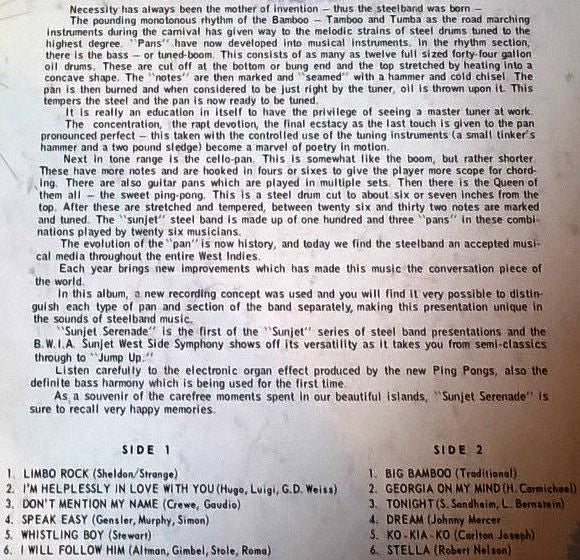 Necessity has always been the mother of invention – thus the steelband was born –
The pounding monotonous rhythm of the Bamboo – Tamboo and Tumba as the road marching
instruments during the carnival has given way to the melodic strains of steel drums tuned to the
highest degree. "Pans" have now developed into musical instruments. In the rhythm section,
there is the bass – or tuned-boom. This consists of as many as twelve full sized forty-four gallon
oil drums. These are cut off at the bottom or bung end and the top stretched by heating into a
concave shape. The "notes" are then marked and "seamed" with a hammer and cold chisel. The
pan is then burned and when considered to be just right by the tuner, oil is thrown upon it. This
tempers the steel and the pan is now ready to be tuned.
It is really an education in itself to have the privilege of seeing a master tuner at work.
The concentration, the rapt devotion, the final ecstasy as the last touch is given to the pan
pronounced perfect – this taken with the controlled use of the tuning instruments (a small tinker's
hammer and a two pound sledge) become a marvel of poetry in motion.
Next in tone range is the cello-pan. This is somewhat like the boom, but rather shorter.
These have more notes and are hooked in fours or sixes to give the player more scope for chord-
ing. There are also guitar pans which are played in multiple sets. Then there is the Queen of
them all – the sweet ping-pong. This is a steel drum cut to about six or seven inches from the
top. After these are stretched and tempered, between twenty six and thirty two notes are marked
and tuned. The "sunjet" steel band is made up of one hundred and three "pans" in these combi-
nations played by twenty six musicians.
The evolution of the "pan" is now history, and today we find the steelband an accepted musi-
cal media throughout the entire West Indies.
Each year brings new improvements which has made this music the conversation piece of
the world.
In this album, a new recording concept was used and you will find it very possible to distin-
guish each type of pan and section of the band separately, making this presentation unique in
the sounds of steelband music.
"Sunjet Serenade" is the first of the "Sunjet" series of steel band presentations and the
B.W.I.A. Sunjet West Side Symphony shows off its versatility as it takes you from semi-classics
through to "Jump Up."
Listen carefully to the electronic organ effect produced by the new Ping Pongs, also the
definite bass harmony which is being used for the first time.
As a souvenir of the carefree moments spent in our beautiful islands, "Sunjet Serenade" is
sure to recall very happy memories.
SIDE 1
1. LIMBO ROCK (Sheldon/Strange)
2. I'M HELPLESSLY IN LOVE WITH YOU (Hugo, Luigi, G.D. Weiss)
3. DON'T MENTION MY NAME (Crewe, Gaudio)
4. SPEAK EASY (Gensler, Murphy, Simon)
5. WHISTLING BOY (Stewart)
6. I WILL FOLLOW HIM (Altman, Gimbel, Stole, Roma)
SIDE 2
1. BIG BAMBOO (Traditional)
2. GEORGIA ON MY MIND (H. Carmichael)
3. TONIGHT (S. Sondheim, L. Bernstein)
4. DREAM (Johnny Mercer
5. KO-KIA-KO (Carlton Joseph)
6. STELLA (Robert Nelson)